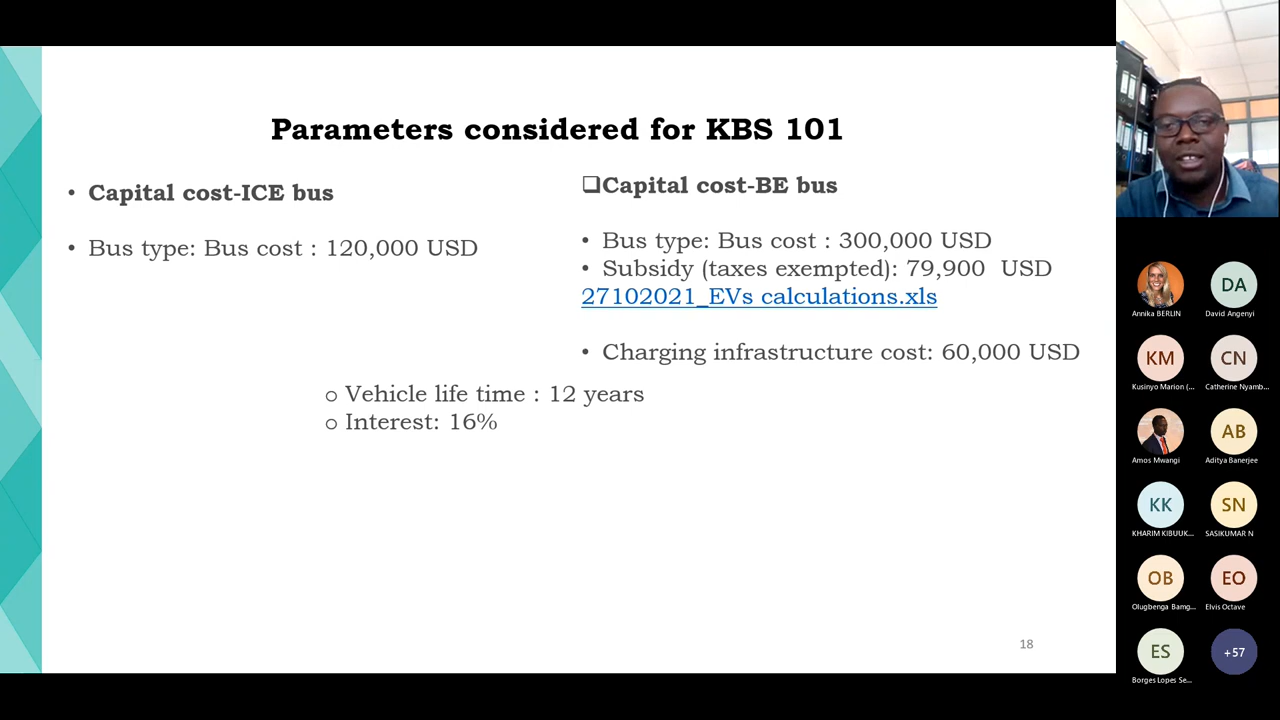 Parameters considered for KBS 101
• Capital cost-ICE bus
• Bus type: Bus cost : 120,000 USD
❑Capital cost-BE bus
• Bus type: Bus cost : 300,000 USD
• Subsidy (taxes exempted): 79,900 USD
27102021_EVs calculations.xls
• Charging infrastructure cost: 60,000 USD
o Vehicle life time : 12 years
o Interest: 16%
18
Annika BERLIN
DA
David Angenyi
KM
Kusinyo Marion (...
CN
Catherine Nyamb...
Amos Mwangi
AB
Aditya Banerjee
KK
KHARIM KIBUUK...
SN
SASIKUMAR N
OB
Olugbenga Bamg...
EO
Elvis Octave
ES
Borges Lopes Se...
+57